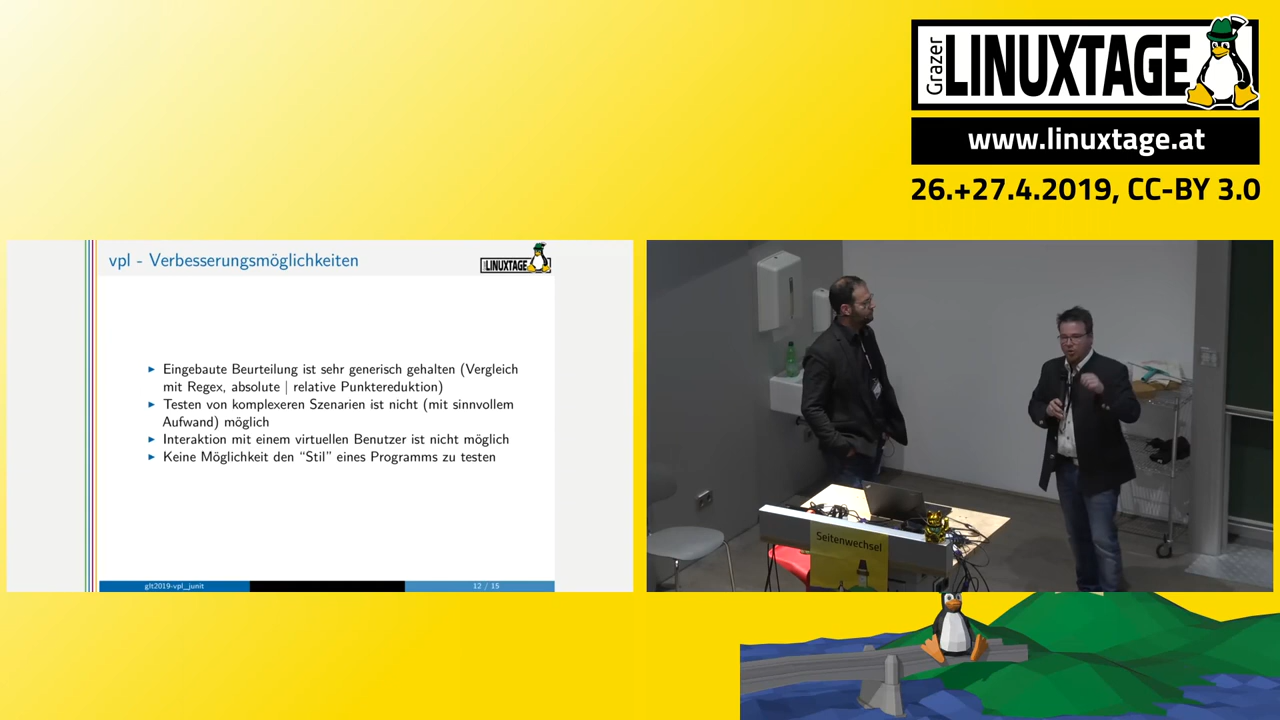 Grazer
LINUXTAGE
www.linuxtage.at
26.+27.4.2019, CC-BY 3.0
vpl - Verbesserungsmöglichkeiten
LINUXTAGE
► Eingebaute Beurteilung ist sehr generisch gehalten (Vergleich
mit Regex, absolute | relative Punktereduktion)
► Testen von komplexeren Szenarien ist nicht (mit sinnvollem
Aufwand) möglich
► Interaktion mit einem virtuellen Benutzer ist nicht möglich
► Keine Möglichkeit den “Stil” eines Programms zu testen
glt2019-vpl_junit
12 / 15
Seitenwechsel